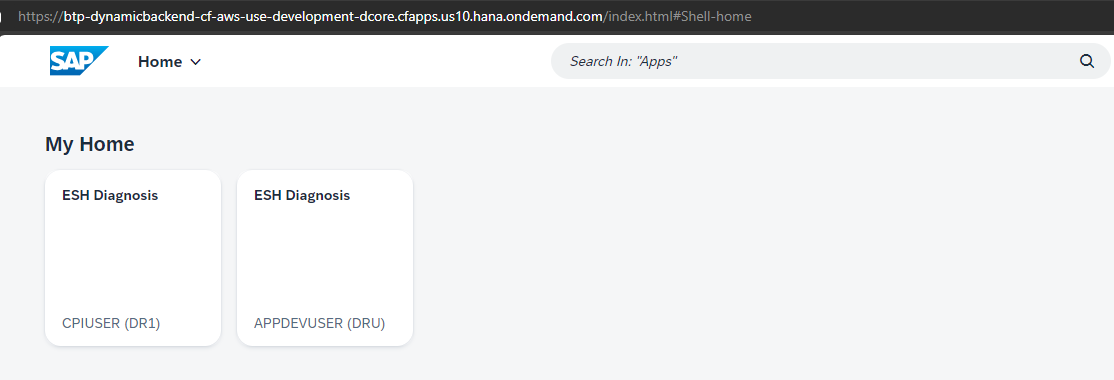 https://btp-dynamicbackend-cf-aws-use-development-dcore.cfapps.us10.hana.ondemand.com/index.html#Shell-home
SAP Home Search In: "Apps"
My Home
ESH Diagnosis ESH Diagnosis
CPIUSER (DR1) APPDEVUSER (DRU)